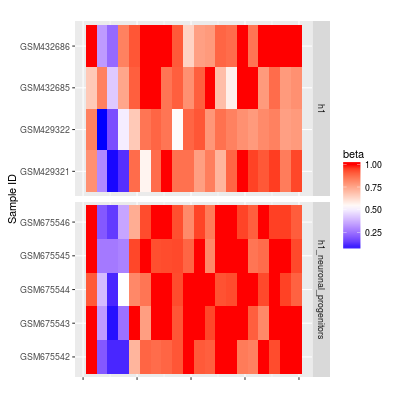 Sample ID
GSM432686
GSM432685
GSM429322
GSM429321
h1
GSM675546
GSM675545
GSM675544
GSM675543
GSM675542
h1_neuronal_progenitors
beta
1.00
0.75
0.50
0.25